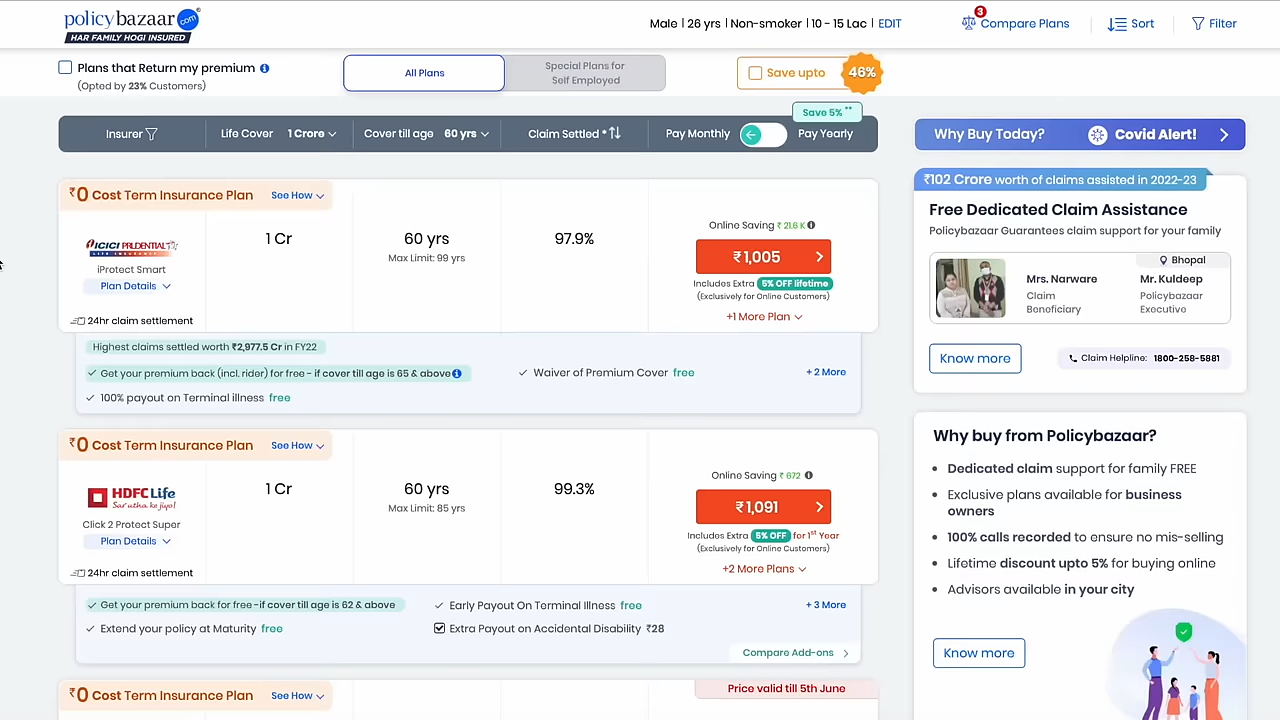 policybazaar.com
HAR FAMILY HOGI INSURED
Male | 26 yrs | Non-smoker | 10 - 15 Lac | EDIT
3
Compare Plans
Sort
Filter
Plans that Return my premium
(Opted by 23% Customers)
All Plans
Special Plans for
Self Employed
Save upto 46%
Save 5% **
Insurer
Life Cover 1 Crore
Cover till age 60 yrs
Claim Settled *
Pay Monthly
Pay Yearly
₹0 Cost Term Insurance Plan See How
ICICI PRUDENTIAL
LIFE INSURANCE
iProtect Smart
Plan Details
24hr claim settlement
1 Cr
60 yrs
Max Limit: 99 yrs
97.9%
Online Saving ₹ 21.6 K
₹1,005
Includes Extra 5% OFF lifetime
(Exclusively for Online Customers)
+1 More Plan
Highest claims settled worth ₹2,977.5 Cr in FY22
Get your premium back (incl. rider) for free - if cover till age is 65 & above
Waiver of Premium Cover free
+ 2 More
100% payout on Terminal illness free
₹0 Cost Term Insurance Plan See How
HDFC Life
Sar utha ke jiyo!
Click 2 Protect Super
Plan Details
24hr claim settlement
1 Cr
60 yrs
Max Limit: 85 yrs
99.3%
Online Saving ₹ 672
₹1,091
Includes Extra 5% OFF for 1st Year
(Exclusively for Online Customers)
+2 More Plans
Get your premium back for free -if cover till age is 62 & above
Early Payout On Terminal Illness free
+ 3 More
Extend your policy at Maturity free
Extra Payout on Accidental Disability ₹28
Compare Add-ons
₹0 Cost Term Insurance Plan See How
Price valid till 5th June
Why Buy Today?
Covid Alert!
₹102 Crore worth of claims assisted in 2022-23
Free Dedicated Claim Assistance
Policybazaar Guarantees claim support for your family
Bhopal
Mrs. Narware
Claim
Beneficiary
Mr. Kuldeep
Policybazaar
Executive
Know more
Claim Helpline: 1800-258-5881
Why buy from Policybazaar?
Dedicated claim support for family FREE
Exclusive plans available for business
owners
100% calls recorded to ensure no mis-selling
Lifetime discount upto 5% for buying online
Advisors available in your city
Know more